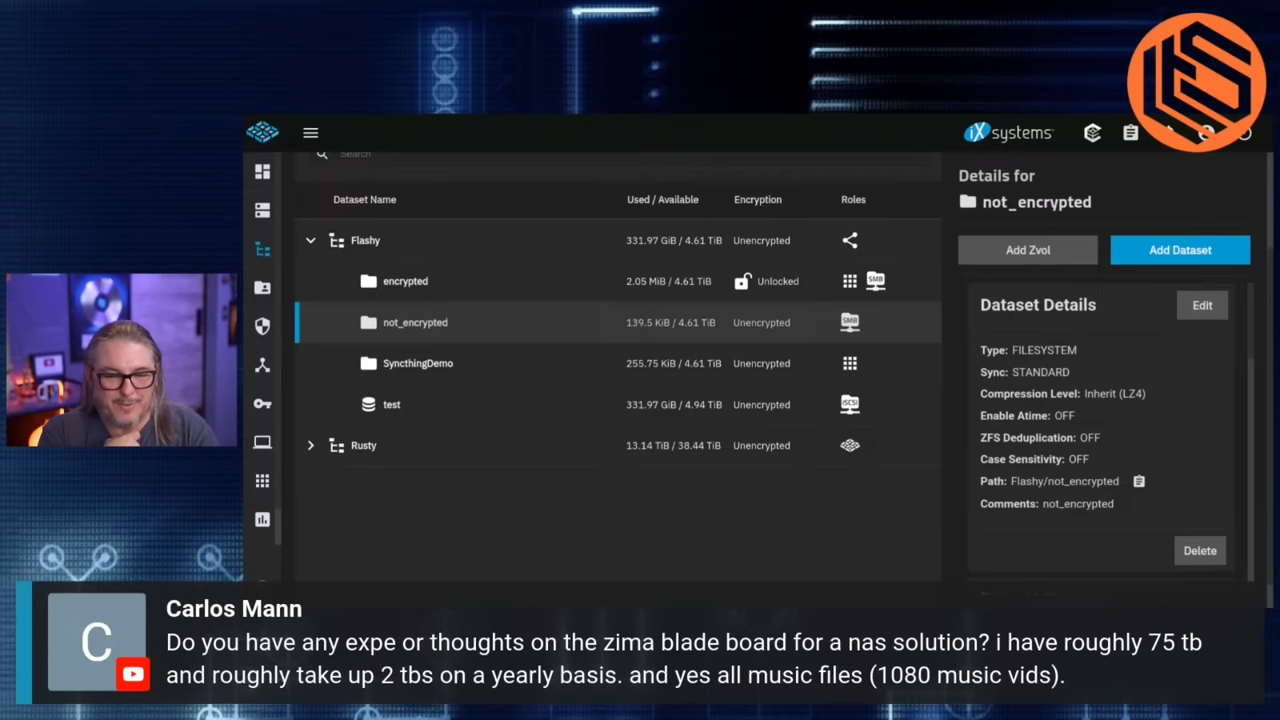 iXsystems
Search
Dataset Name Used / Available Encryption Roles
Flashy 331.97 GiB / 4.61 TiB Unencrypted
encrypted 2.05 MiB / 4.61 TiB Unlocked SMB
not_encrypted 139.5 KiB / 4.61 TiB Unencrypted SMB
SyncthingDemo 255.75 KiB / 4.61 TiB Unencrypted
test 331.97 GiB / 4.94 TiB Unencrypted iSCSI
Rusty 13.14 TiB / 38.44 TiB Unencrypted
Details for
not_encrypted
Add Zvol Add Dataset
Dataset Details Edit
Type: FILESYSTEM
Sync: STANDARD
Compression Level: Inherit (LZ4)
Enable Atime: OFF
ZFS Deduplication: OFF
Case Sensitivity: OFF
Path: Flashy/not_encrypted
Comments: not_encrypted
Delete
C
Carlos Mann
Do you have any expe or thoughts on the zima blade board for a nas solution? i have roughly 75 tb
and roughly take up 2 tbs on a yearly basis. and yes all music files (1080 music vids).